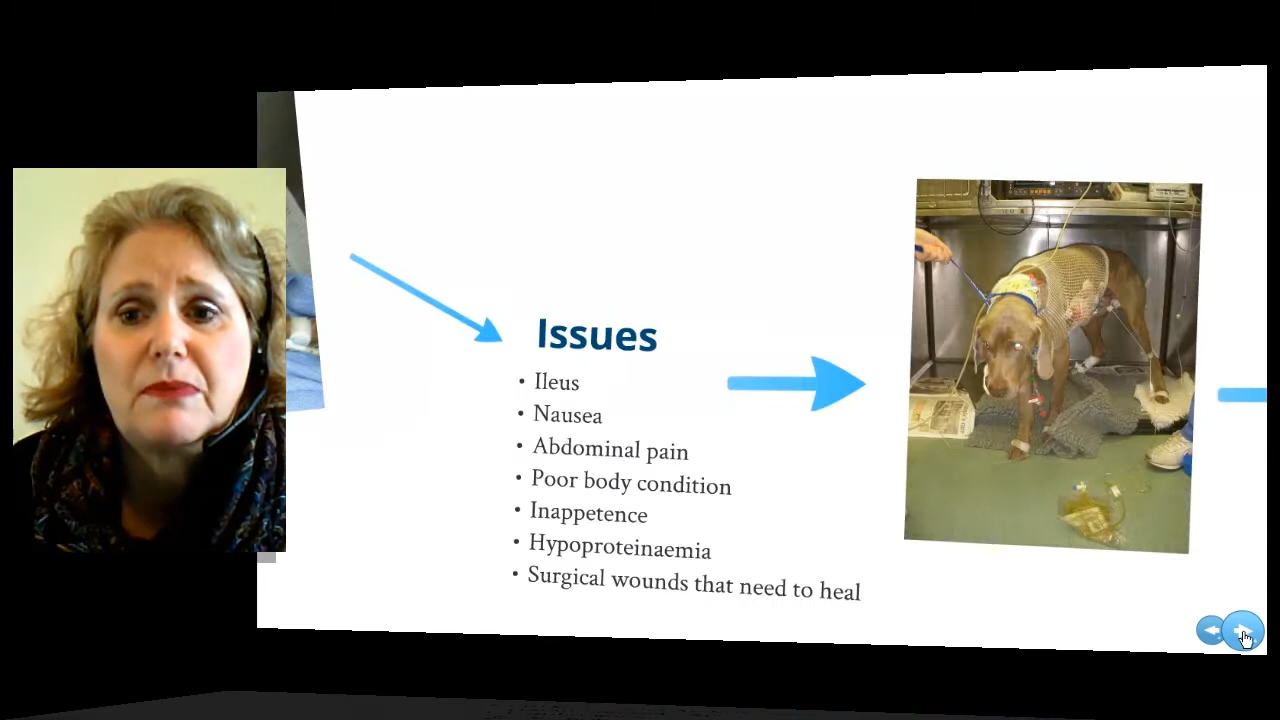 Issues
• Ileus
• Nausea
• Abdominal pain
• Poor body condition
• Inappetence
• Hypoproteinaemia
• Surgical wounds that need to heal